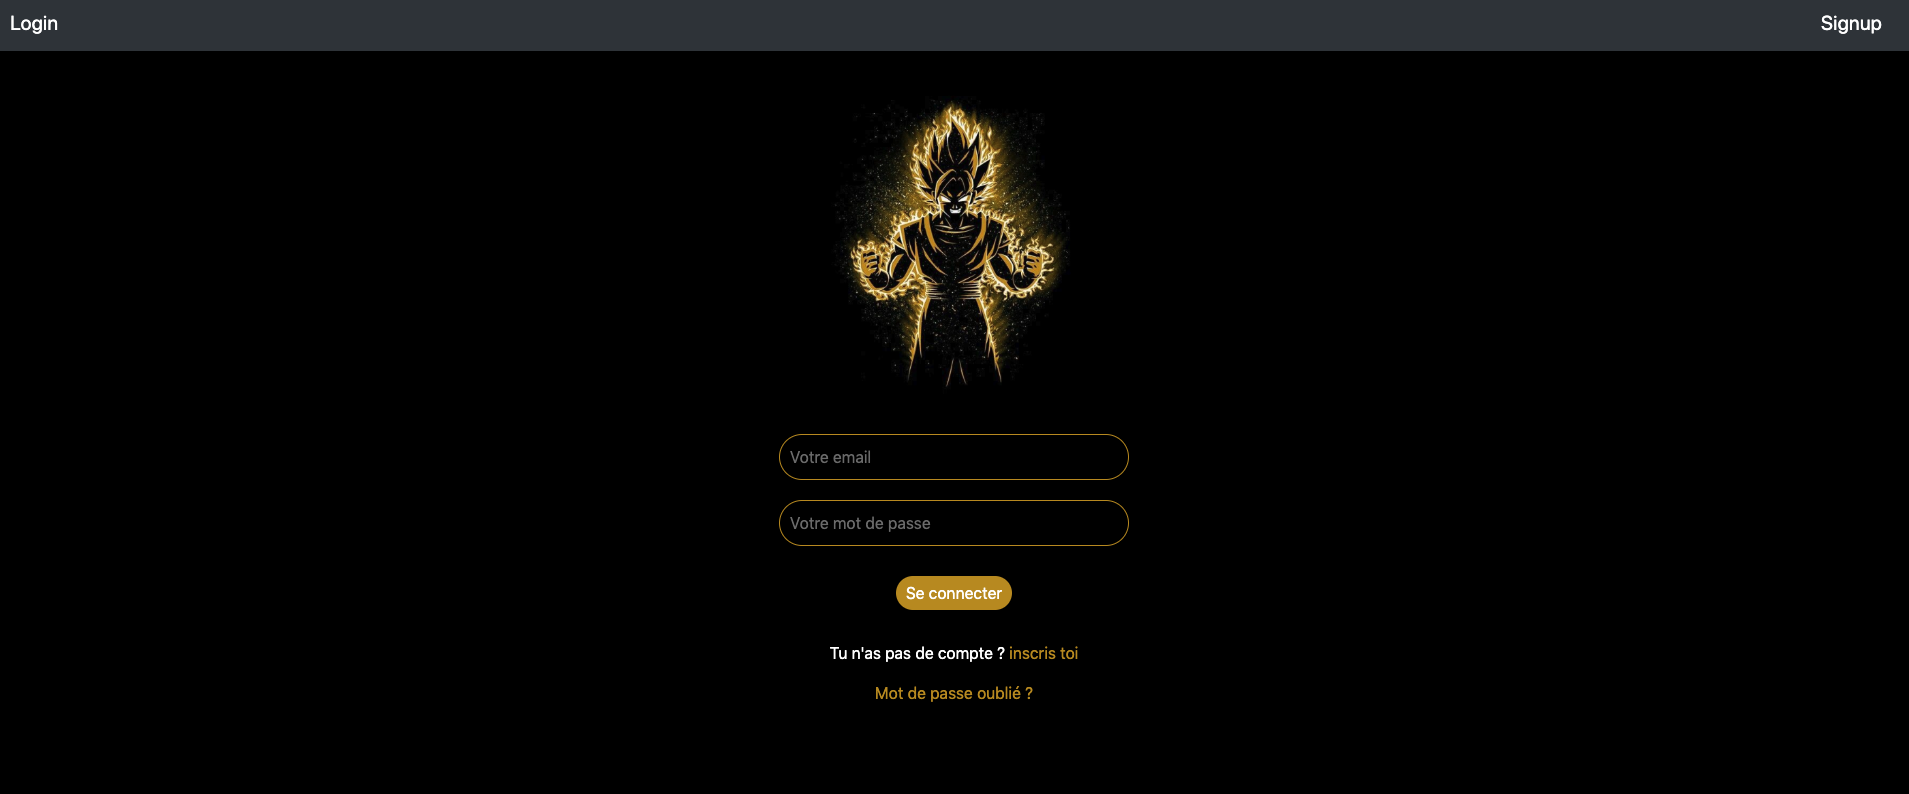 Login Signup
Votre email
Votre mot de passe
Se connecter
Tu n'as pas de compte ? inscris toi
Mot de passe oublié ?